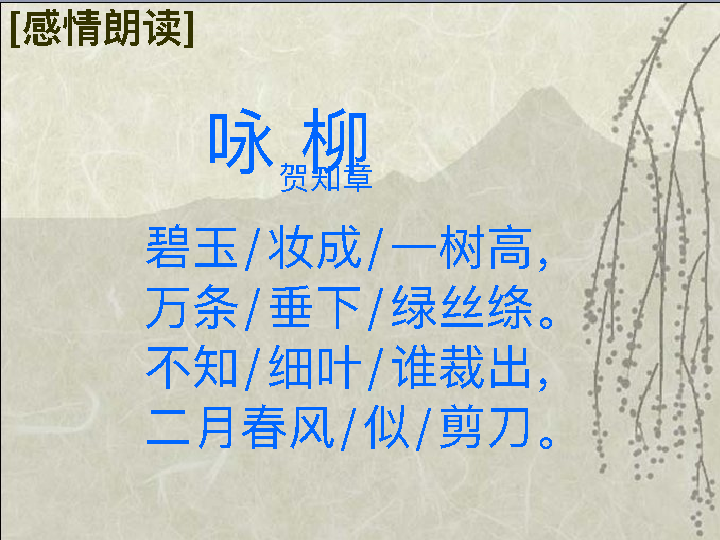 [感情朗读]
咏 柳
贺知章
碧玉/妆成/一树高，
万条/垂下/绿丝绦。
不知/细叶/谁裁出，
二月春风/似/剪刀。